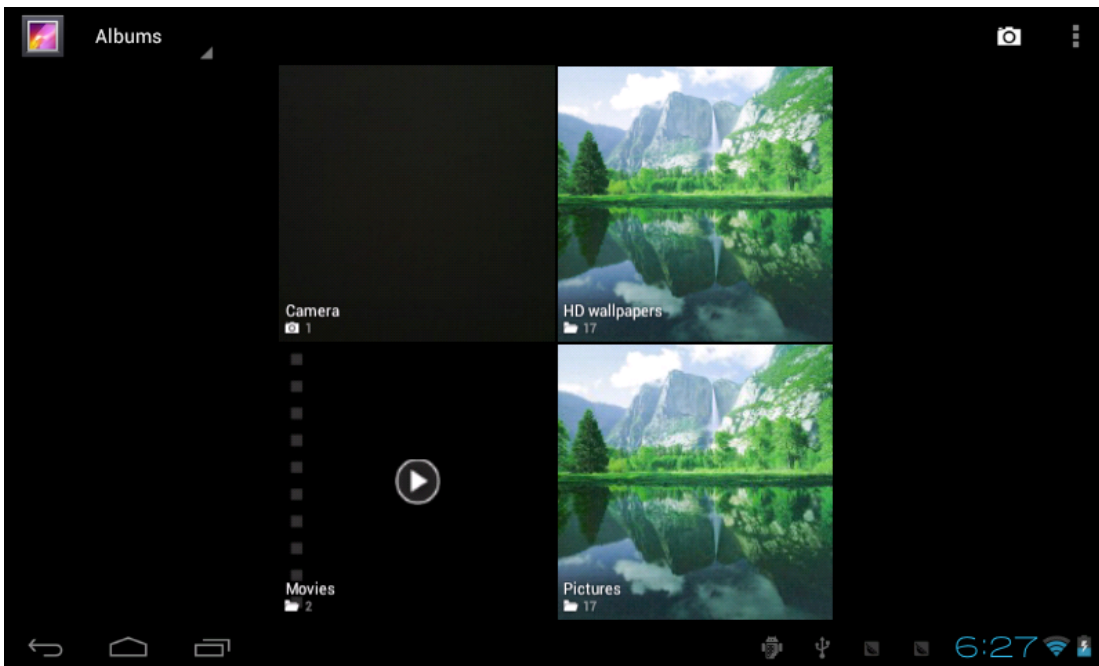 Albums
Camera
1
HD wallpapers
17
Movies
2
Pictures
17
6:27